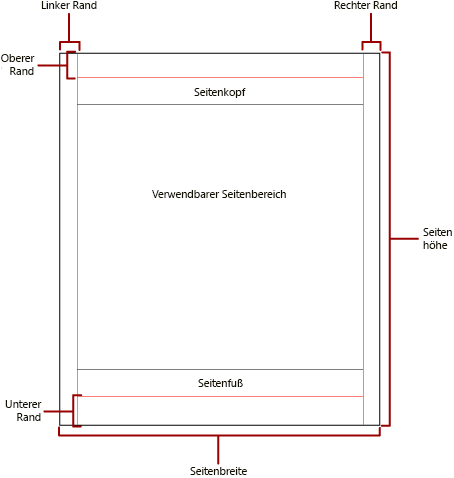 Linker Rand
Rechter Rand
Oberer
Rand
Seitenkopf
Verwendbarer Seitenbereich
Seiten
höhe
Seitenfuß
Unterer
Rand
Seitenbreite